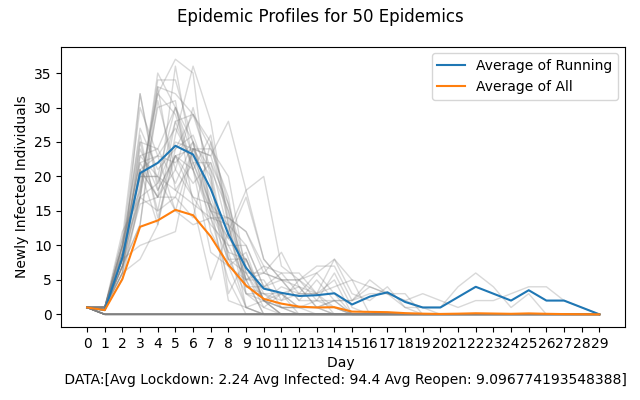 Epidemic Profiles for 50 Epidemics
Newly Infected Individuals
35
30
25
20
15
10
5
0
Average of Running
Average of All
0 1 2 3 4 5 6 7 8 9 10 11 12 13 14 15 16 17 18 19 20 21 22 23 24 25 26 27 28 29
Day
DATA:[Avg Lockdown: 2.24 Avg Infected: 94.4 Avg Reopen: 9.096774193548388]